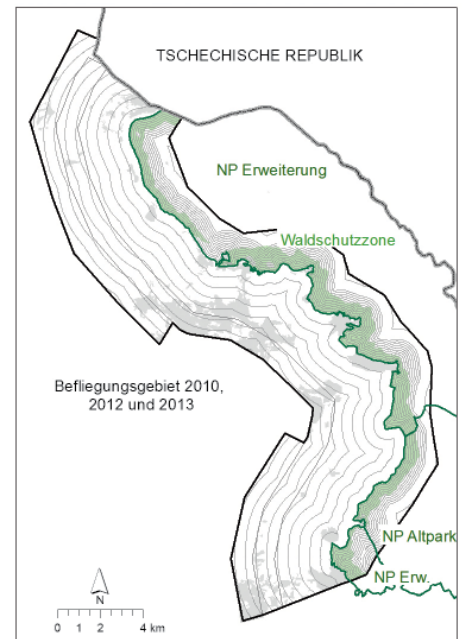 TSCHECHISCHE REPUBLIK
NP Erweiterung
Waldschutzzone
Befliegungsgebiet 2010,
2012 und 2013
NP Altpark
NP Erw.
N
0 1 2 4 km